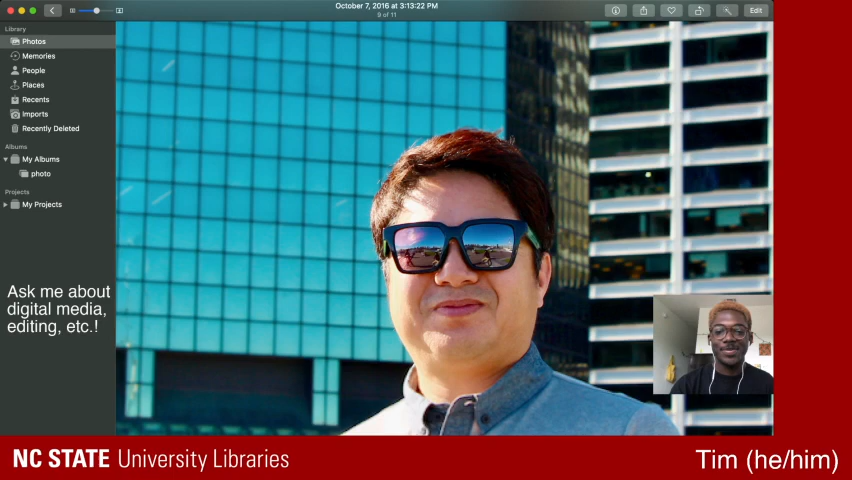 October 7, 2016 at 3:13:22 PM
9 of 11
Edit
Library
Photos
Memories
People
Places
Recents
Imports
Recently Deleted
Albums
My Albums
photo
Projects
My Projects
Ask me about
digital media,
editing, etc.!
NC STATE University Libraries
Tim (he/him)